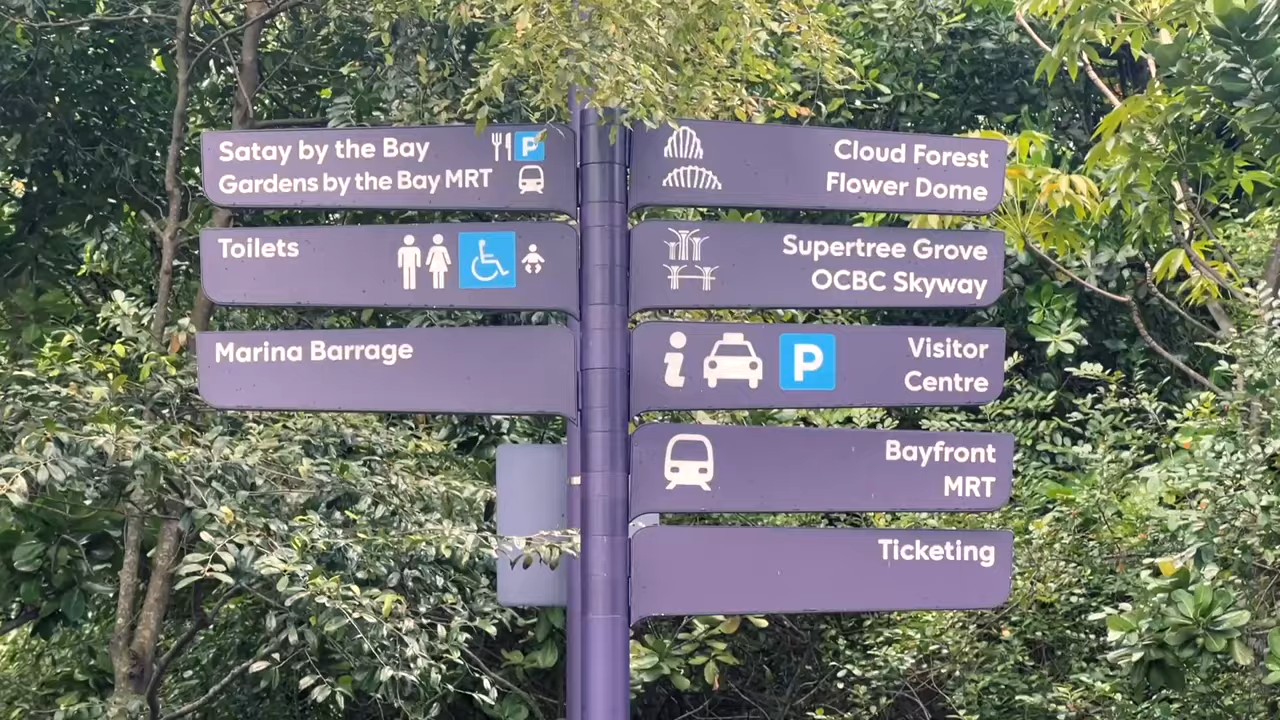 Satay by the Bay P
Gardens by the Bay MRT
Toilets
Marina Barrage
Cloud Forest
Flower Dome
Supertree Grove
OCBC Skyway
i P Visitor
Centre
Bayfront
MRT
Ticketing